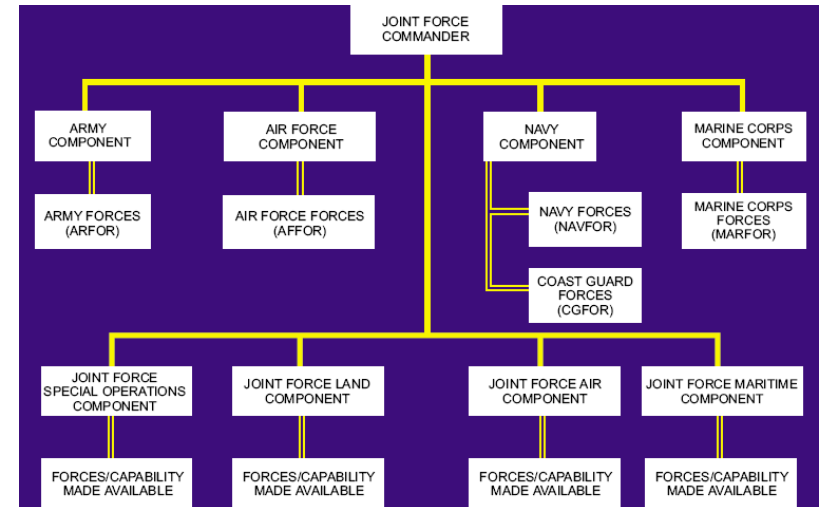 JOINT FORCE
COMMANDER
ARMY
COMPONENT
AIR FORCE
COMPONENT
NAVY
COMPONENT
MARINE CORPS
COMPONENT
ARMY FORCES
(ARFOR)
AIR FORCE FORCES
(AFFOR)
NAVY FORCES
(NAVFOR)
MARINE CORPS
FORCES
(MARFOR)
COAST GUARD
FORCES
(CGFOR)
JOINT FORCE
SPECIAL OPERATIONS
COMPONENT
JOINT FORCE LAND
COMPONENT
JOINT FORCE AIR
COMPONENT
JOINT FORCE MARITIME
COMPONENT
FORCES/CAPABILITY
MADE AVAILABLE
FORCES/CAPABILITY
MADE AVAILABLE
FORCES/CAPABILITY
MADE AVAILABLE
FORCES/CAPABILITY
MADE AVAILABLE